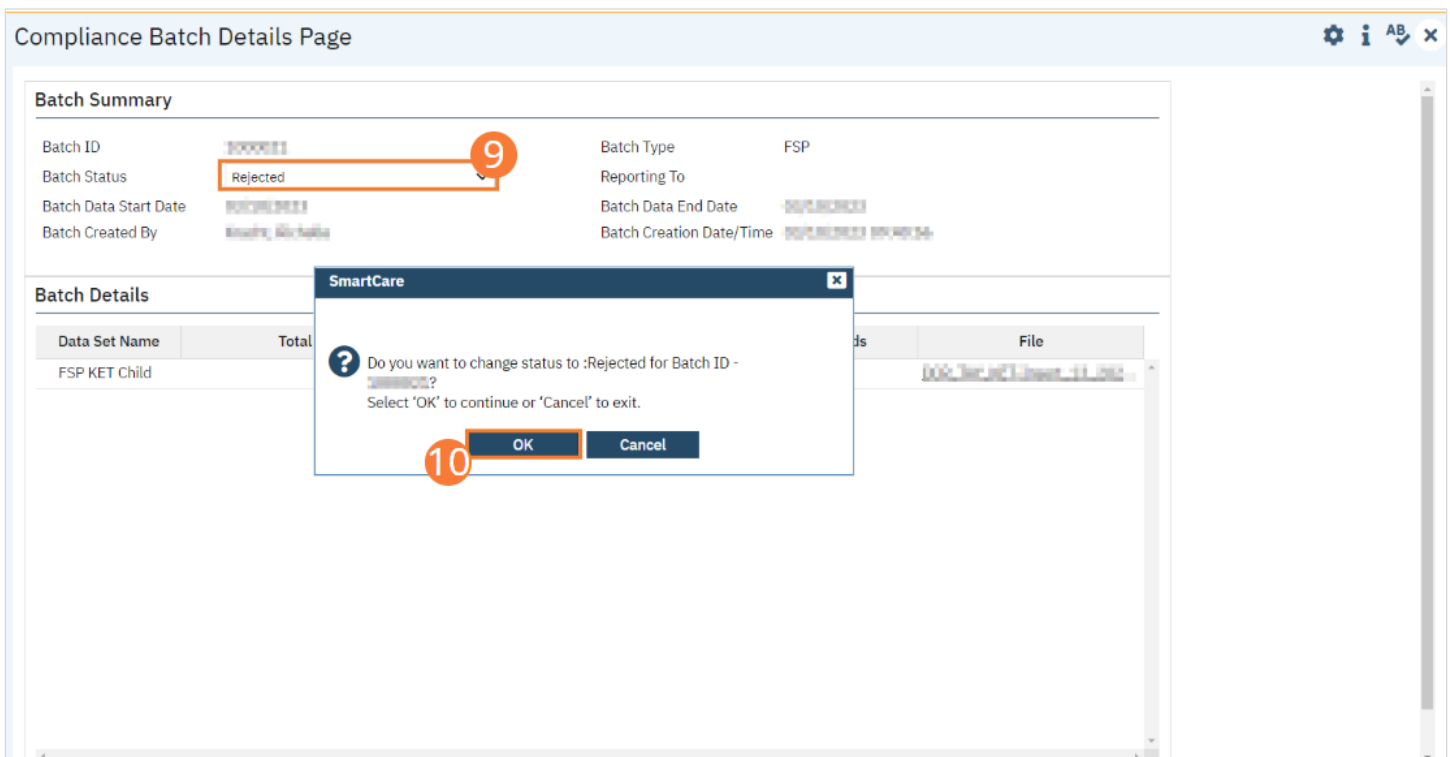 Compliance Batch Details Page
AB
Batch Summary
Batch ID
9
Batch Type FSP
Batch Status Rejected Reporting To
Batch Data Start Date Batch Data End Date
Batch Created By Batch Creation Date/Time
SmartCare
Batch Details
Data Set Name Total ds File
Do you want to change status to :Rejected for Batch ID -
?
FSP KET Child
Select ‘OK’ to continue or ‘Cancel’ to exit.
10 OK Cancel